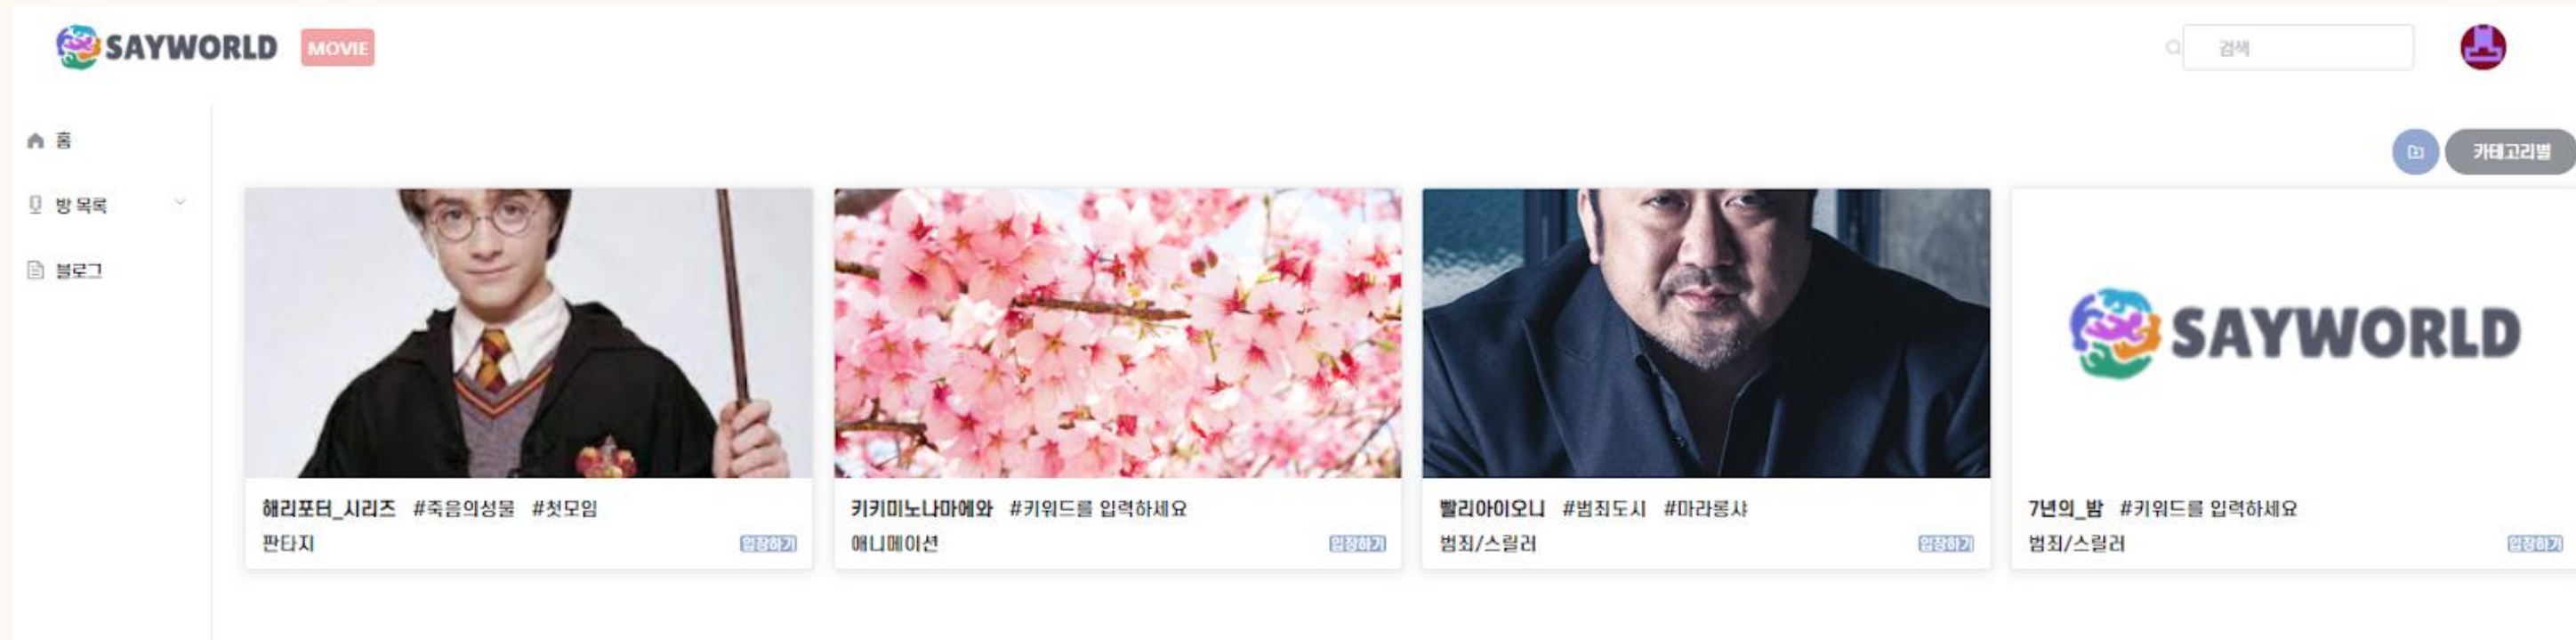 SAYWORLD MOVIE 검색
홈
카테고리별
방 목록
블로그
SAYWORLD
해리포터_시리즈 #죽음의성물 #첫모임
판타지 입장하기
키키미노나마에와 #키워드를 입력하세요
애니메이션 입장하기
빨리아이오니 #범죄도시 #마라롱샤
범죄/스릴러 입장하기
7년의_밤 #키워드를 입력하세요
범죄/스릴러 입장하기